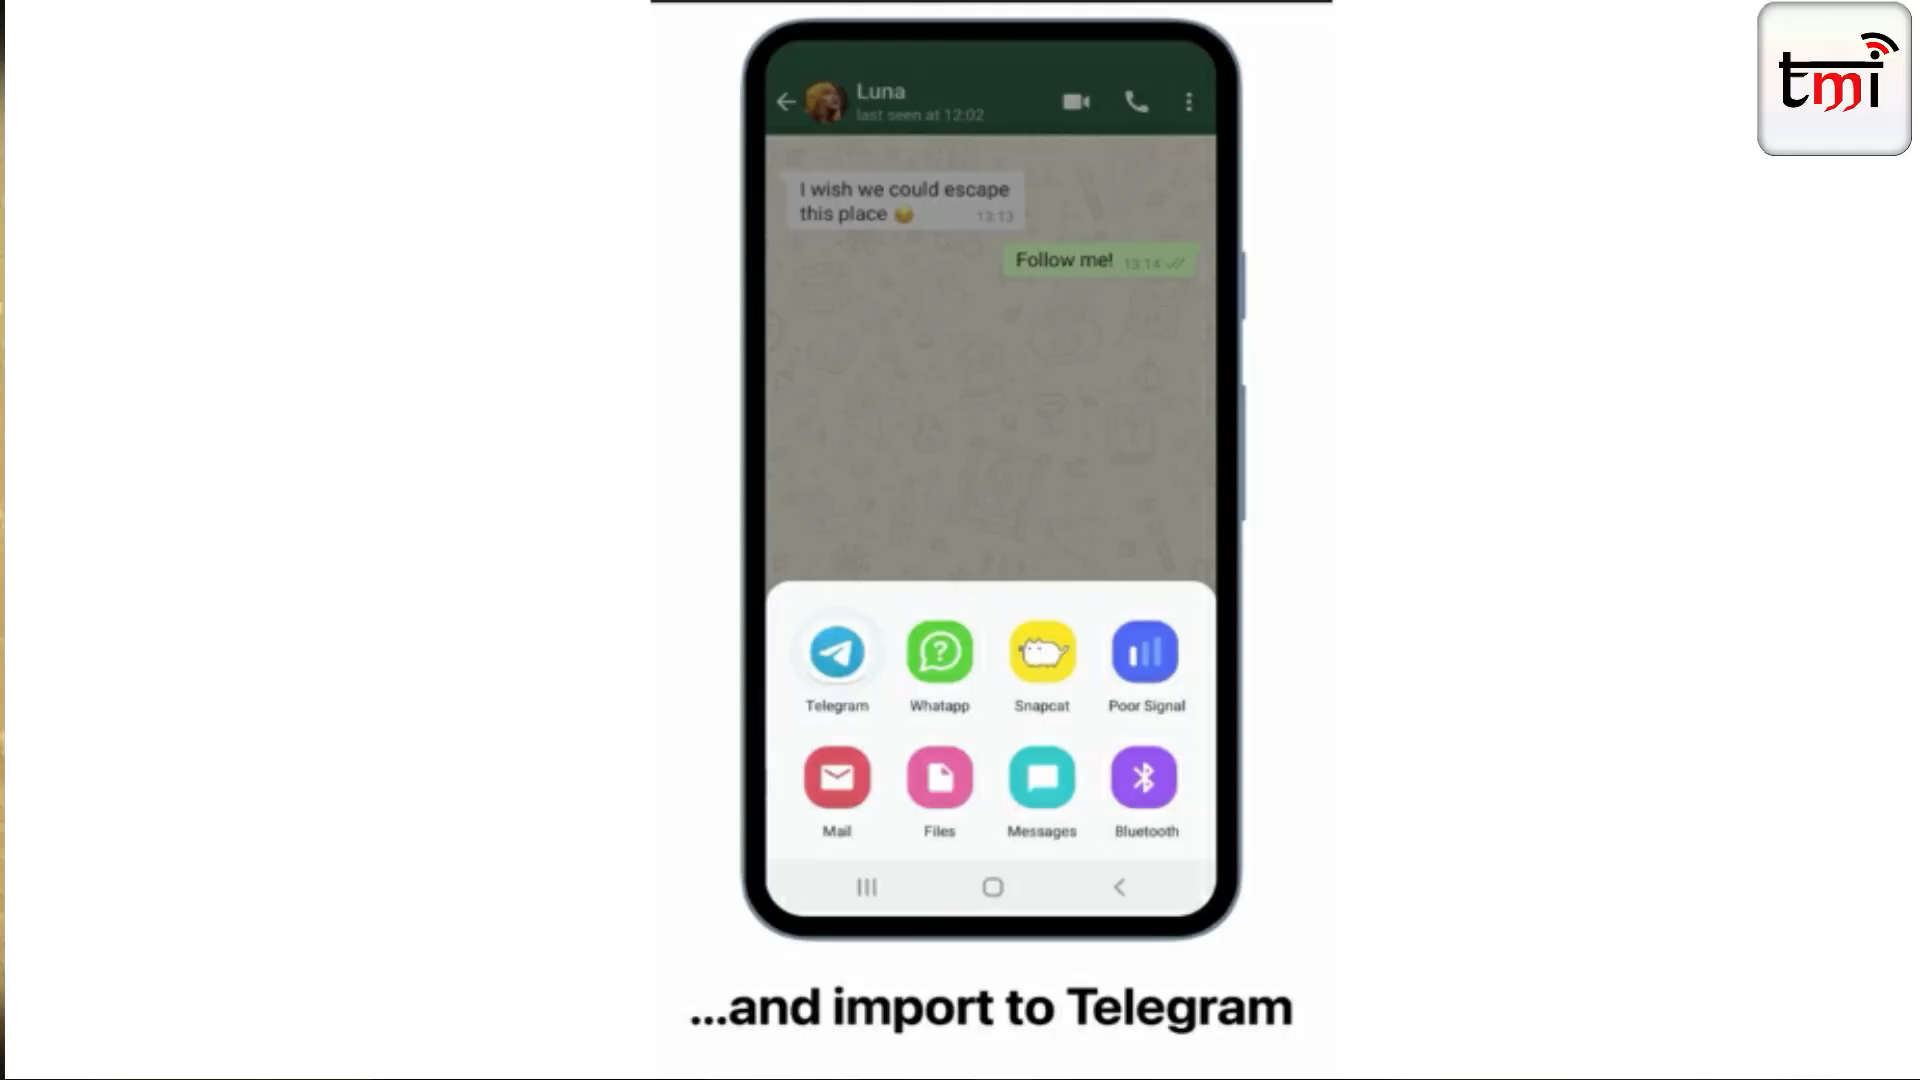 tmi
Luna
last seen at 12:02
I wish we could escape
this place 😔 13:13
Follow me! 13:14
Telegram Whatapp Snapcat Poor Signal
Mail Files Messages Bluetooth
...and import to Telegram